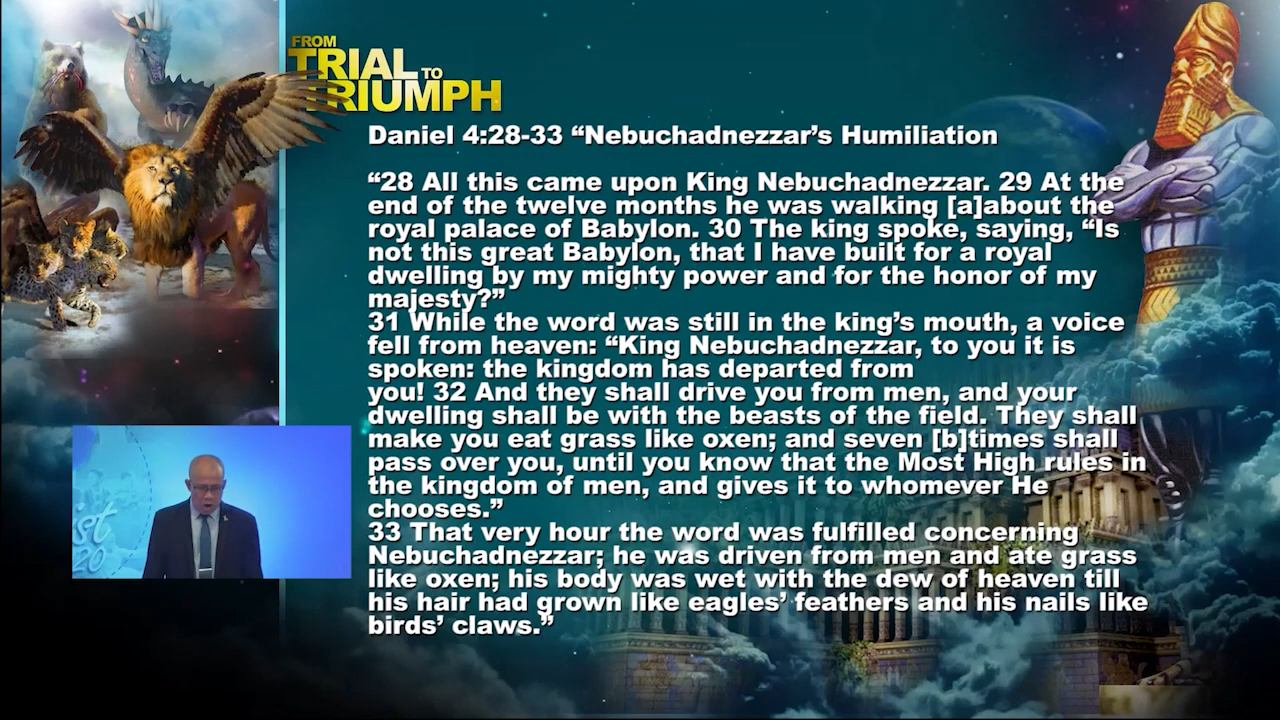 FROM
TRIAL TO
TRIUMPH
Daniel 4:28-33 “Nebuchadnezzar’s Humiliation
“28 All this came upon King Nebuchadnezzar. 29 At the
end of the twelve months he was walking [a]about the
royal palace of Babylon. 30 The king spoke, saying, “Is
not this great Babylon, that I have built for a royal
dwelling by my mighty power and for the honor of my
majesty?”
31 While the word was still in the king’s mouth, a voice
fell from heaven: “King Nebuchadnezzar, to you it is
spoken: the kingdom has departed from
you! 32 And they shall drive you from men, and your
dwelling shall be with the beasts of the field. They shall
make you eat grass like oxen; and seven [b]times shall
pass over you, until you know that the Most High rules in
the kingdom of men, and gives it to whomever He
chooses.”
33 That very hour the word was fulfilled concerning
Nebuchadnezzar; he was driven from men and ate grass
like oxen; his body was wet with the dew of heaven till
his hair had grown like eagles’ feathers and his nails like
birds’ claws.”
ist
20